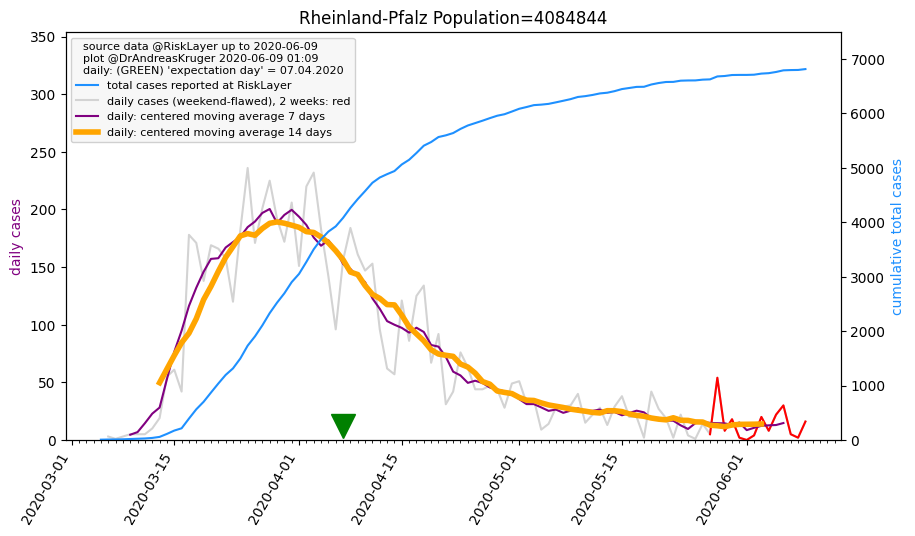 Rheinland-Pfalz Population=4084844
source data @RiskLayer up to 2020-06-09
plot @DrAndreasKruger 2020-06-09 01:09
daily: (GREEN) 'expectation day' = 07.04.2020
total cases reported at RiskLayer
daily cases (weekend-flawed), 2 weeks: red
daily: centered moving average 7 days
daily: centered moving average 14 days
daily cases
350
300
250
200
150
100
50
0
7000
6000
5000
4000
3000
2000
1000
0
cumulative total cases
2020-03-01
2020-03-15
2020-04-01
2020-04-15
2020-05-01
2020-05-15
2020-06-01